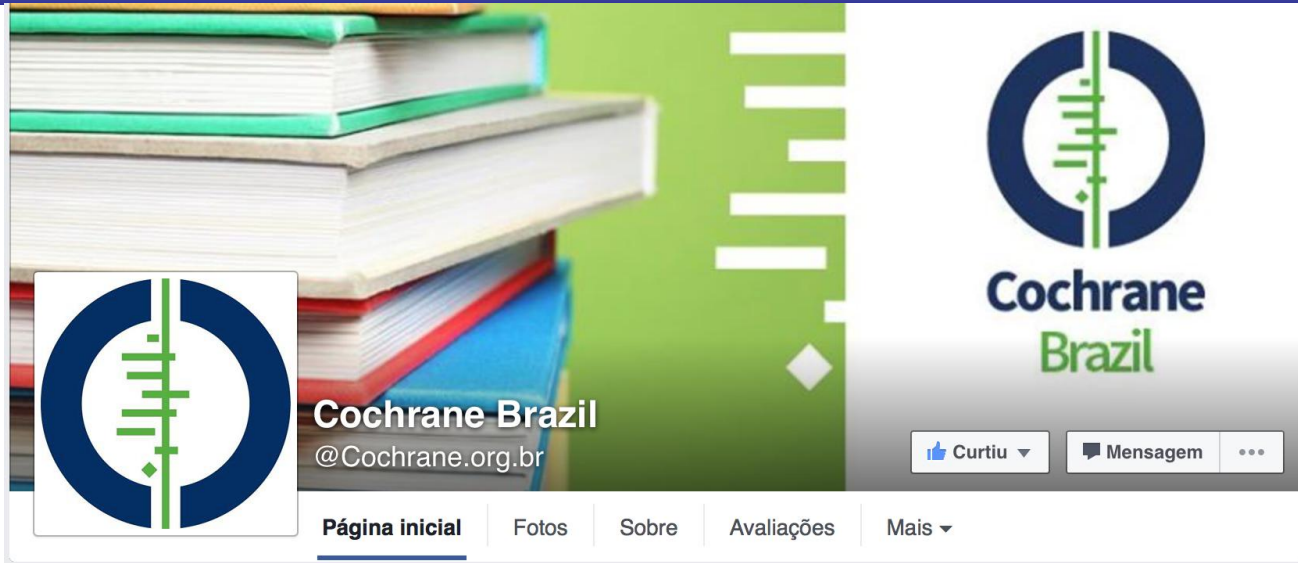 Cochrane
Brazil
Cochrane Brazil
@Cochrane.org.br
Curtiu
Mensagem
Página inicial
Fotos
Sobre
Avaliações
Mais